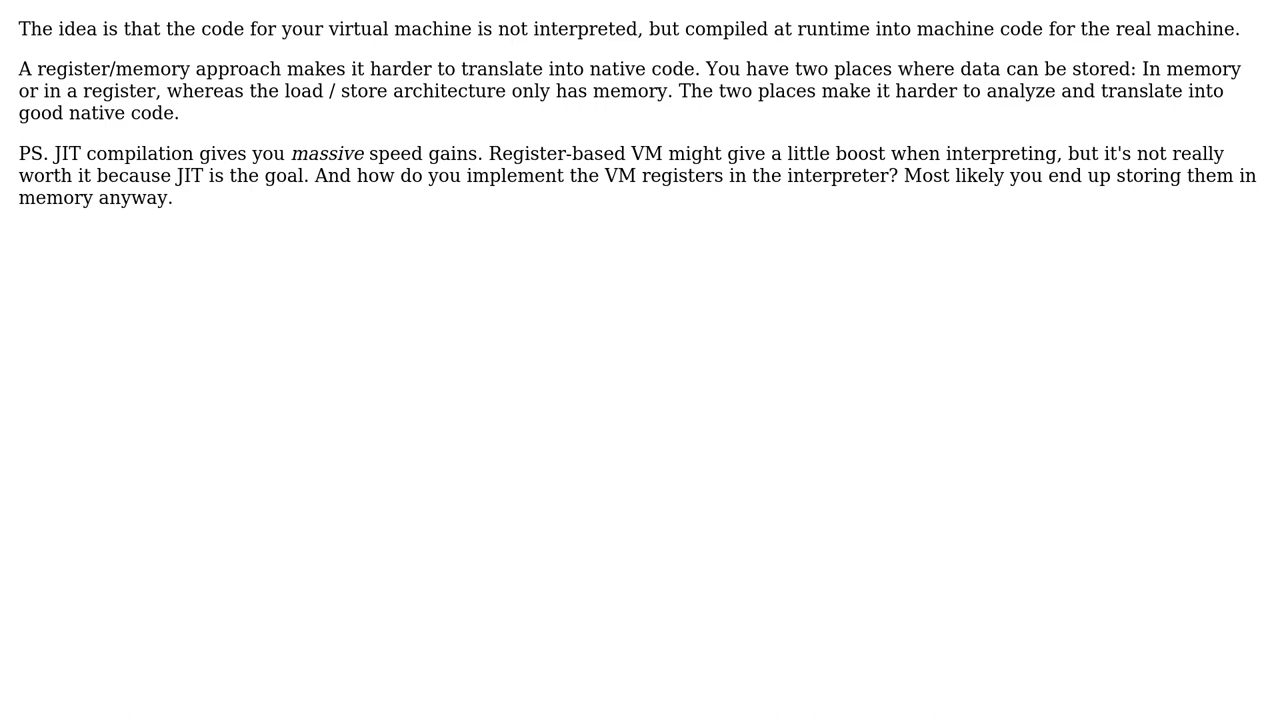 The idea is that the code for your virtual machine is not interpreted, but compiled at runtime into machine code for the real machine.
A register/memory approach makes it harder to translate into native code. You have two places where data can be stored: In memory
or in a register, whereas the load / store architecture only has memory. The two places make it harder to analyze and translate into
good native code.
PS. JIT compilation gives you massive speed gains. Register-based VM might give a little boost when interpreting, but it's not really
worth it because JIT is the goal. And how do you implement the VM registers in the interpreter? Most likely you end up storing them in
memory anyway.